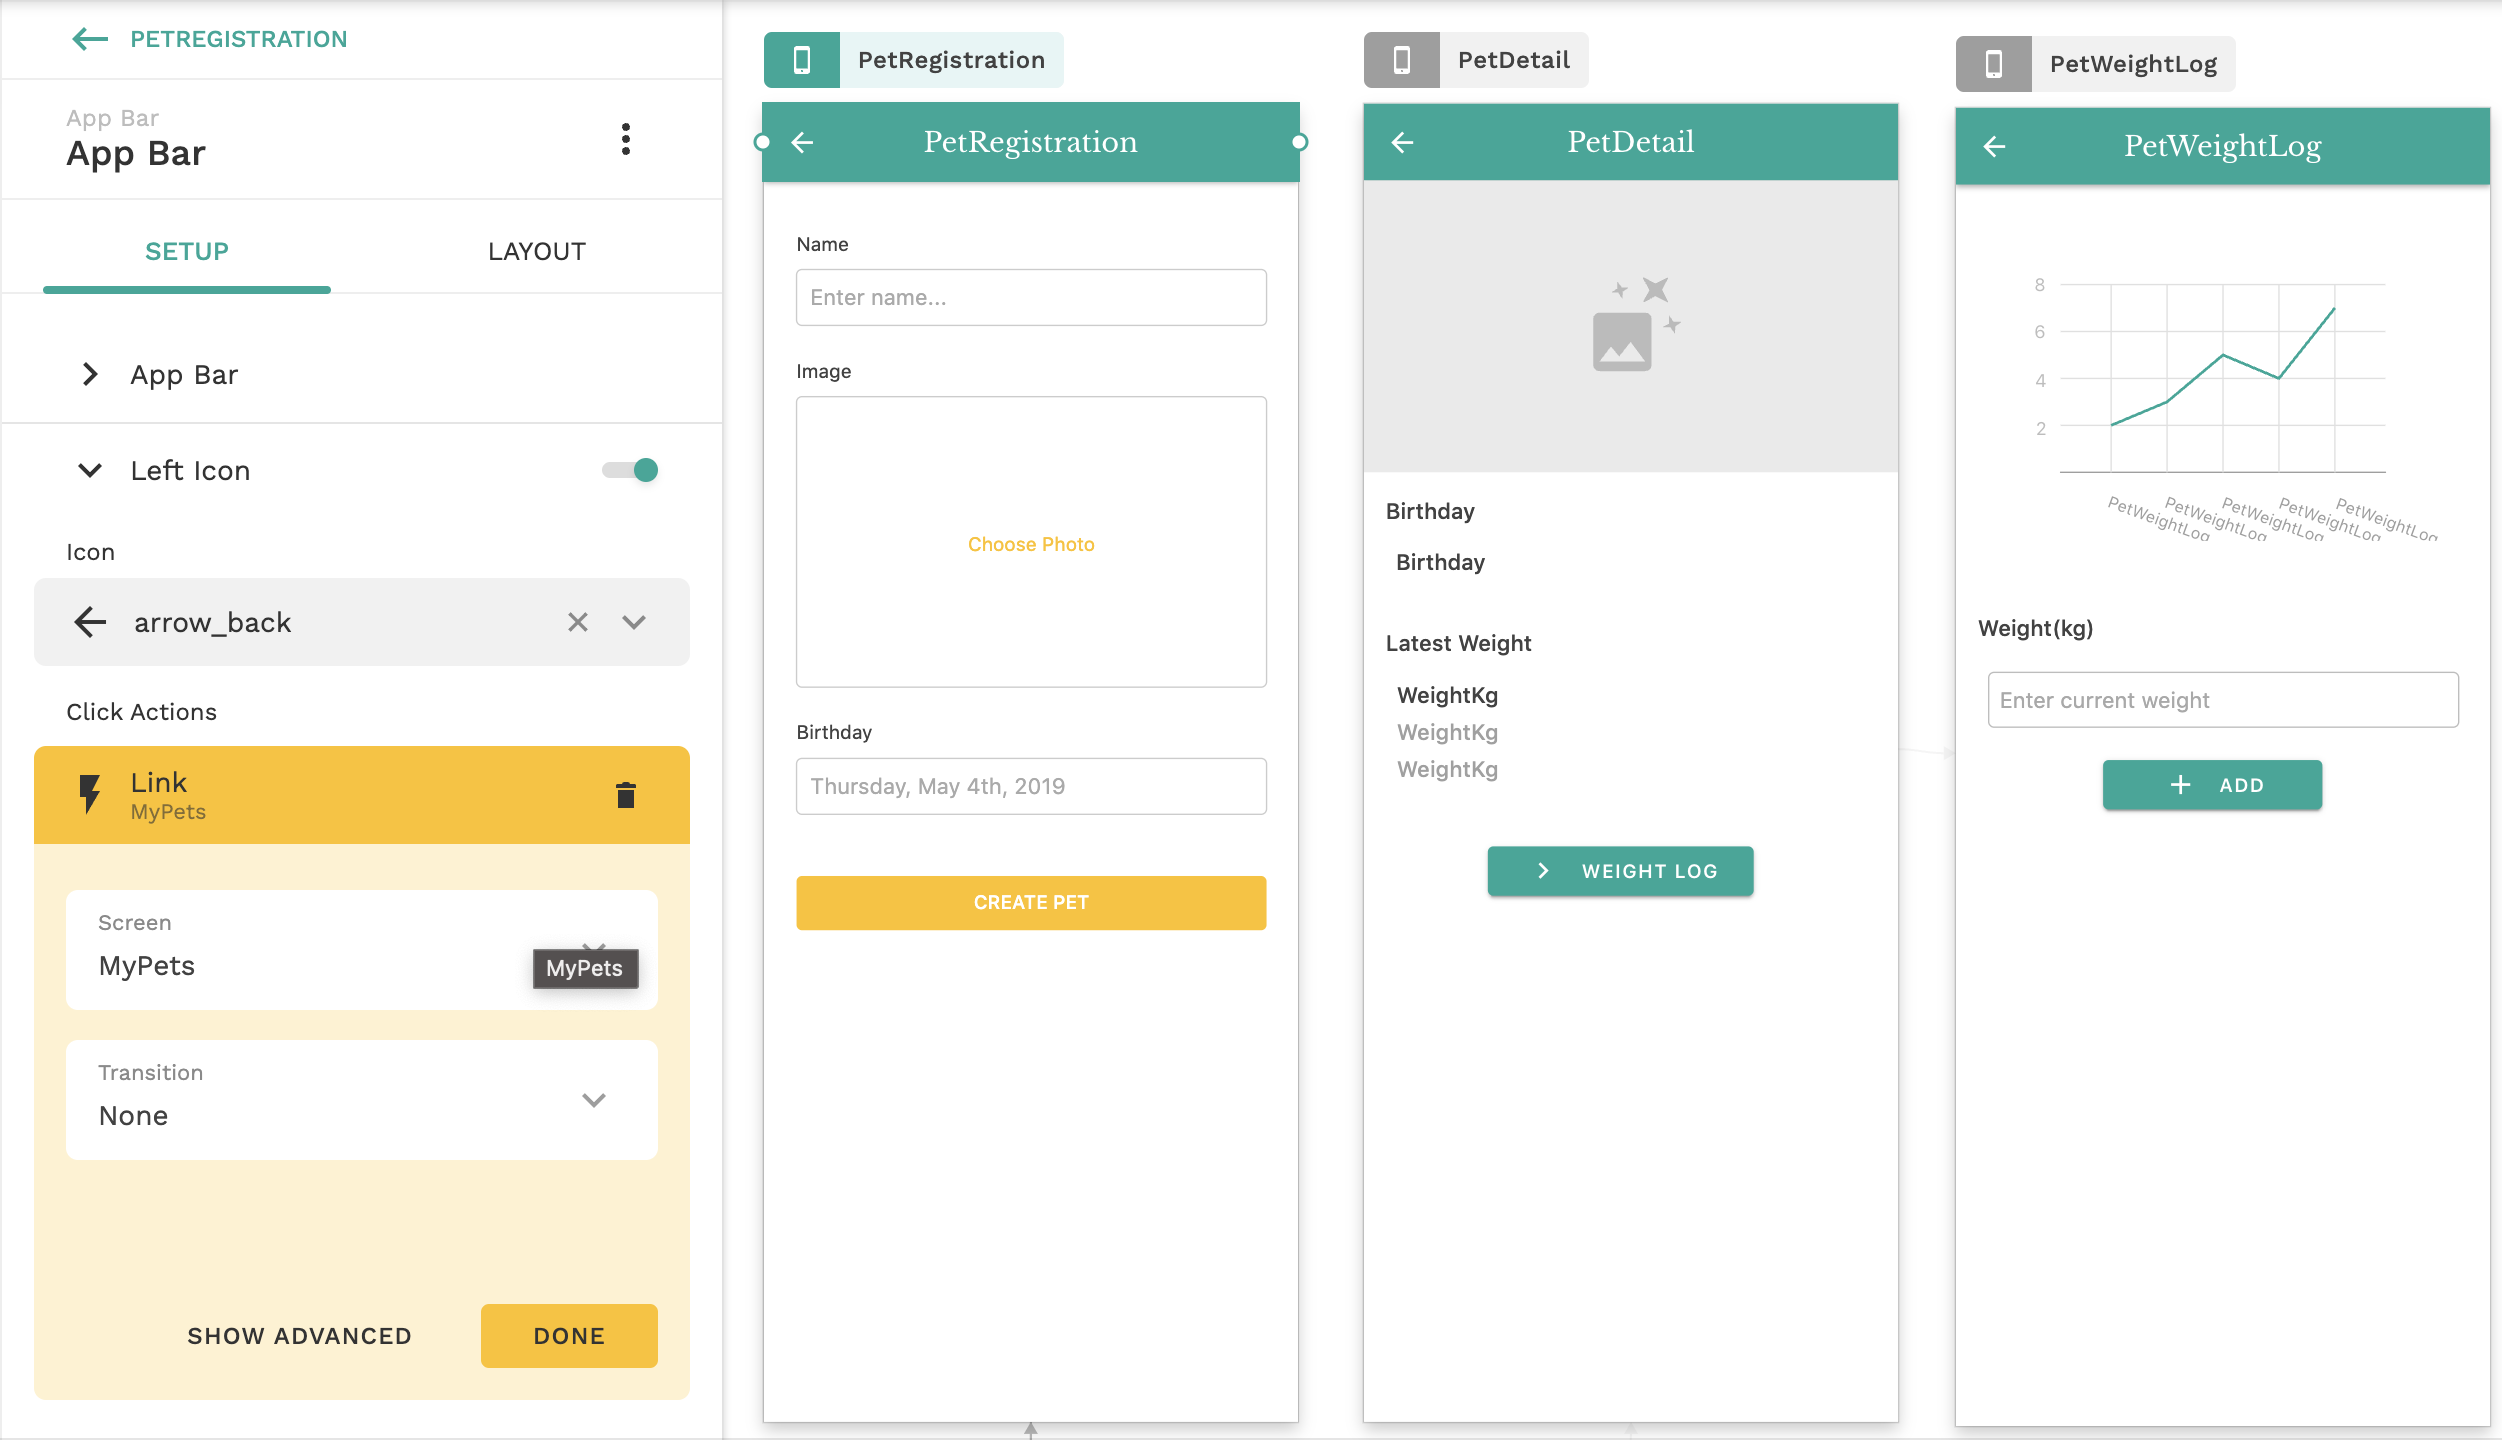 PETREGISTRATION
App Bar
App Bar
SETUP
LAYOUT
App Bar
Left Icon
Icon
arrow_back
Click Actions
Link
MyPets
Screen
MyPets
MyPets
Transition
None
SHOW ADVANCED
DONE
PetRegistration
PetRegistration
Name
Enter name...
Image
Choose Photo
Birthday
Thursday, May 4th, 2019
CREATE PET
PetDetail
PetDetail
Birthday
Birthday
Latest Weight
WeightKg
WeightKg
WeightKg
WEIGHT LOG
PetWeightLog
PetWeightLog
8
6
4
2
PetWeightLog
PetWeightLog
PetWeightLog
PetWeightLog
PetWeightLog
Weight(kg)
Enter current weight
ADD